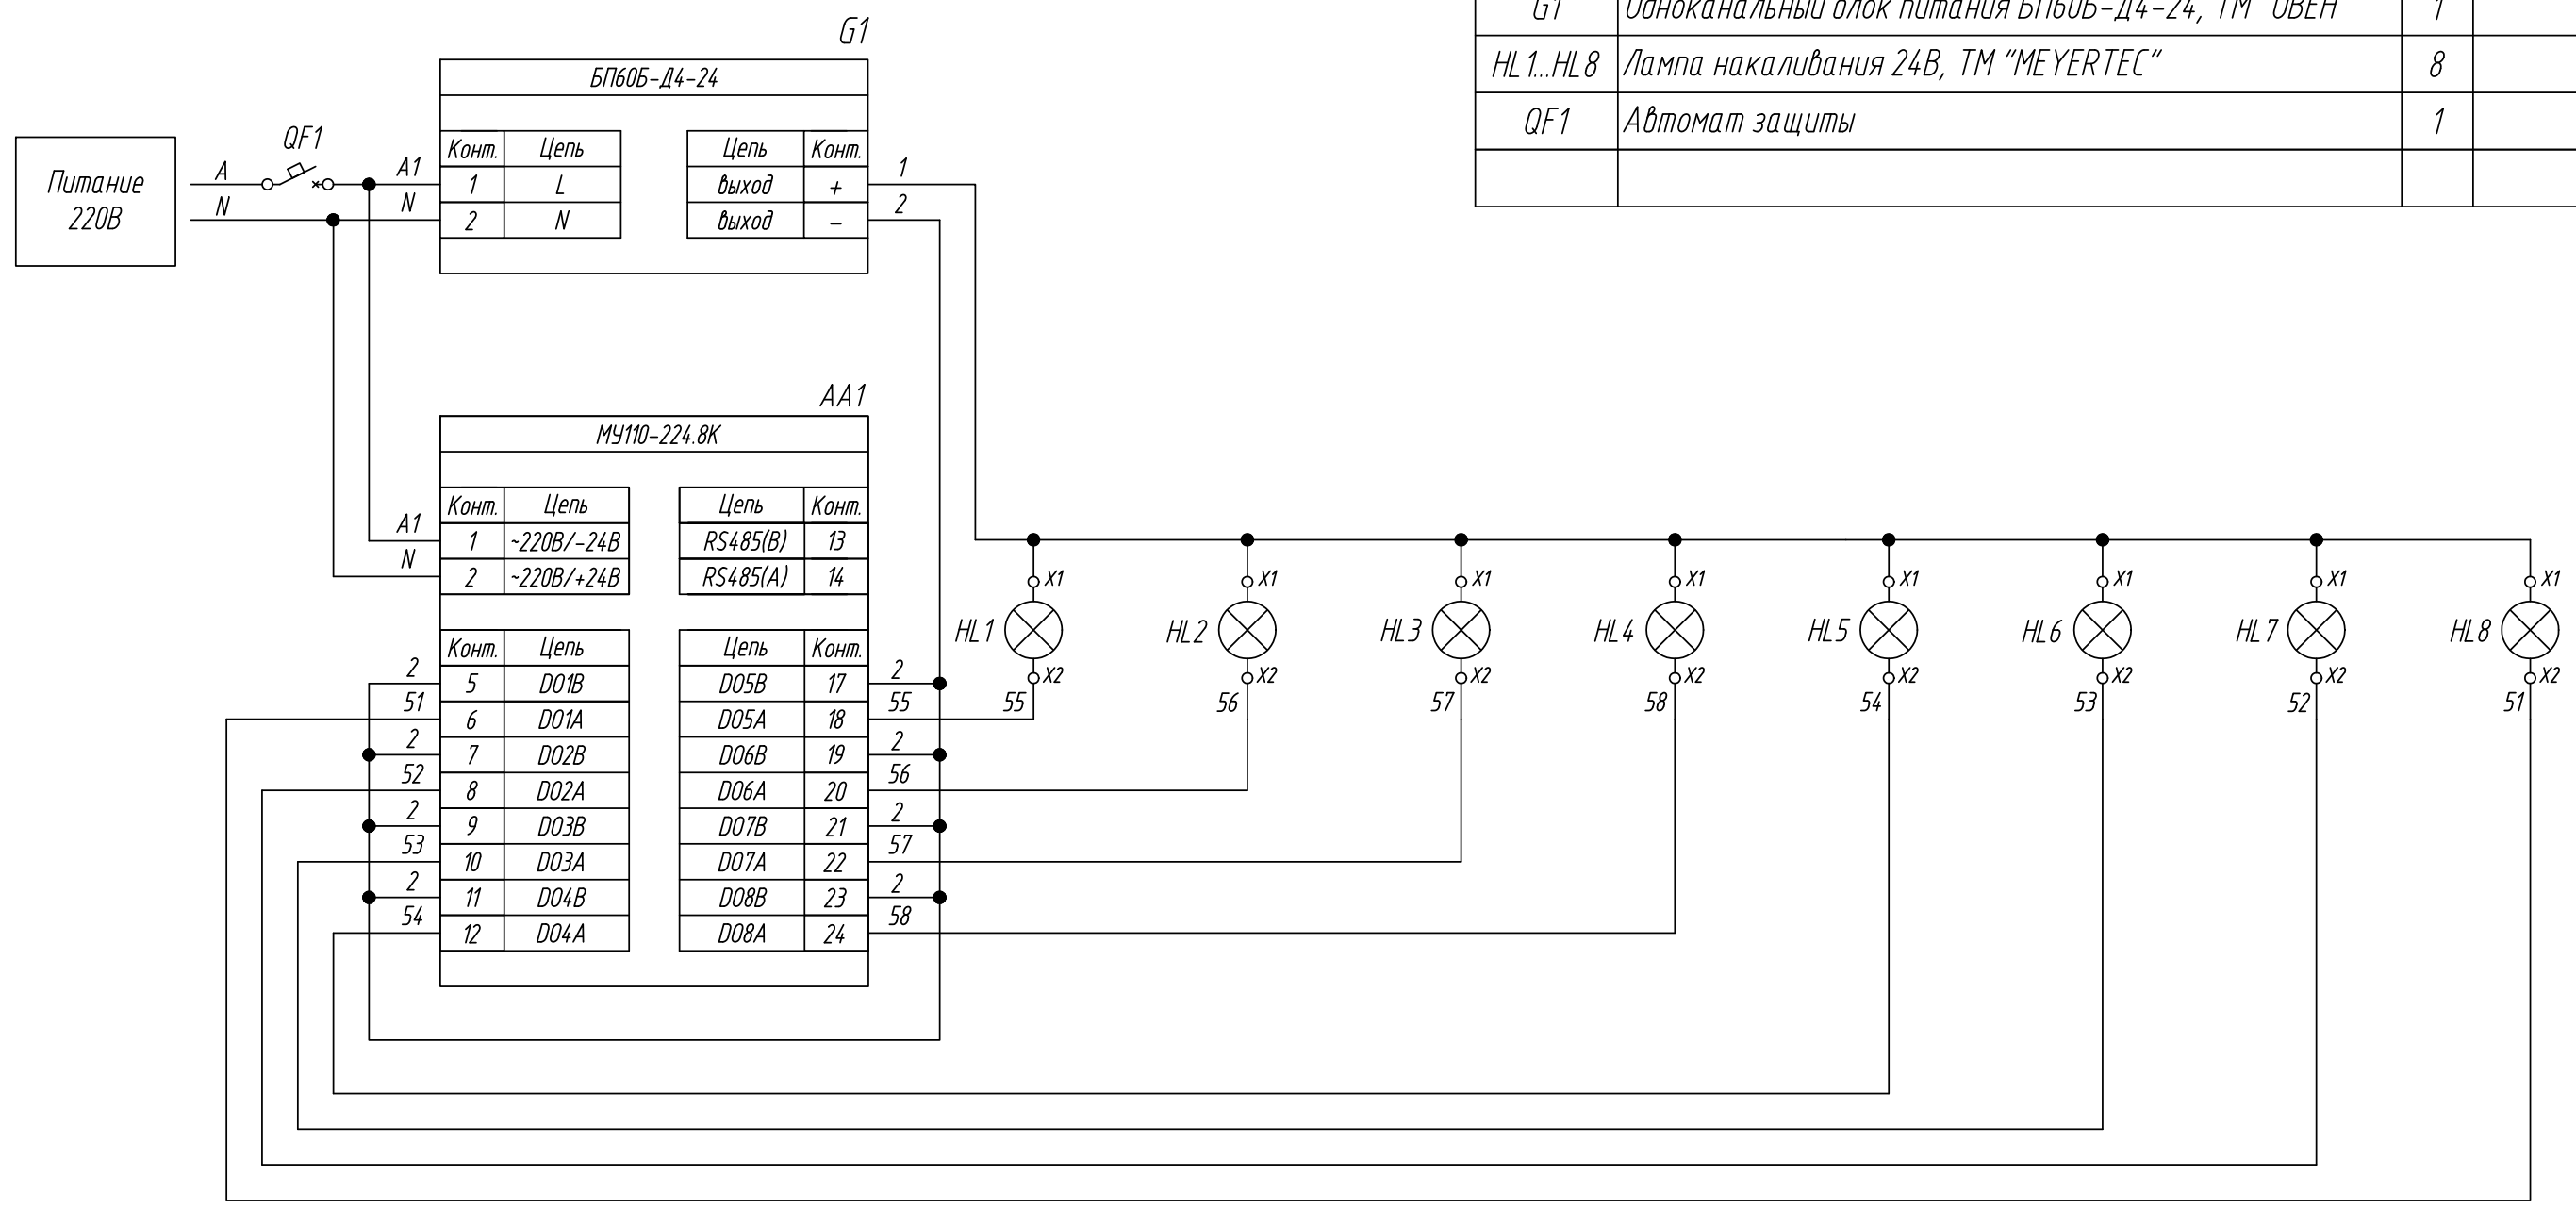 G1 Одноканальный блок питания БП60Б-Д4-24, ТМ "ОВЕН" 1
HL1...HL8 Лампа накаливания 24В, ТМ "MEYERTEC" 8
QF1 Автомат защиты 1
G1
БП60Б-Д4-24
Конт. Цепь Цепь Конт.
1 L выход +
2 N выход -
Питание
220В
QF1
A A1 1
N N 2
AA1
МУ110-224.8К
Конт. Цепь Цепь Конт.
A1 1 ~220В/-24В RS485(B) 13
N 2 ~220В/+24В RS485(A) 14
Конт. Цепь Цепь Конт.
2 5 DO1B DO5B 17 2
51 6 DO1A DO5A 18 55
2 7 DO2B DO6B 19 2
52 8 DO2A DO6A 20 56
2 9 DO3B DO7B 21 2
53 10 DO3A DO7A 22 57
2 11 DO4B DO8B 23 2
54 12 DO4A DO8A 24 58
X1 X1 X1 X1 X1 X1 X1 X1
HL1 HL2 HL3 HL4 HL5 HL6 HL7 HL8
X2 X2 X2 X2 X2 X2 X2 X2
55 56 57 58 54 53 52 51